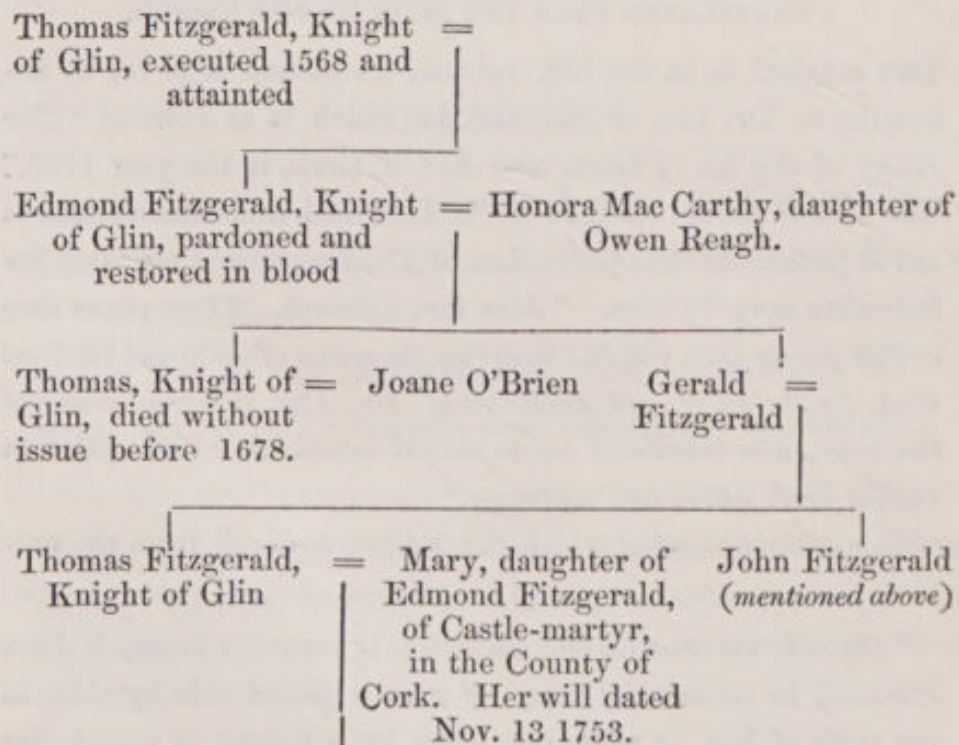 Thomas Fitzgerald, Knight =
of Glin, executed 1568 and
attainted
Edmond Fitzgerald, Knight = Honora Mac Carthy, daughter of
of Glin, pardoned and Owen Reagh.
restored in blood
Thomas, Knight of = Joane O'Brien Gerald =
Glin, died without Fitzgerald
issue before 1678.
Thomas Fitzgerald, = Mary, daughter of John Fitzgerald
Knight of Glin Edmond Fitzgerald, (mentioned above)
of Castle-martyr,
in the County of
Cork. Her will dated
Nov. 13 1753.